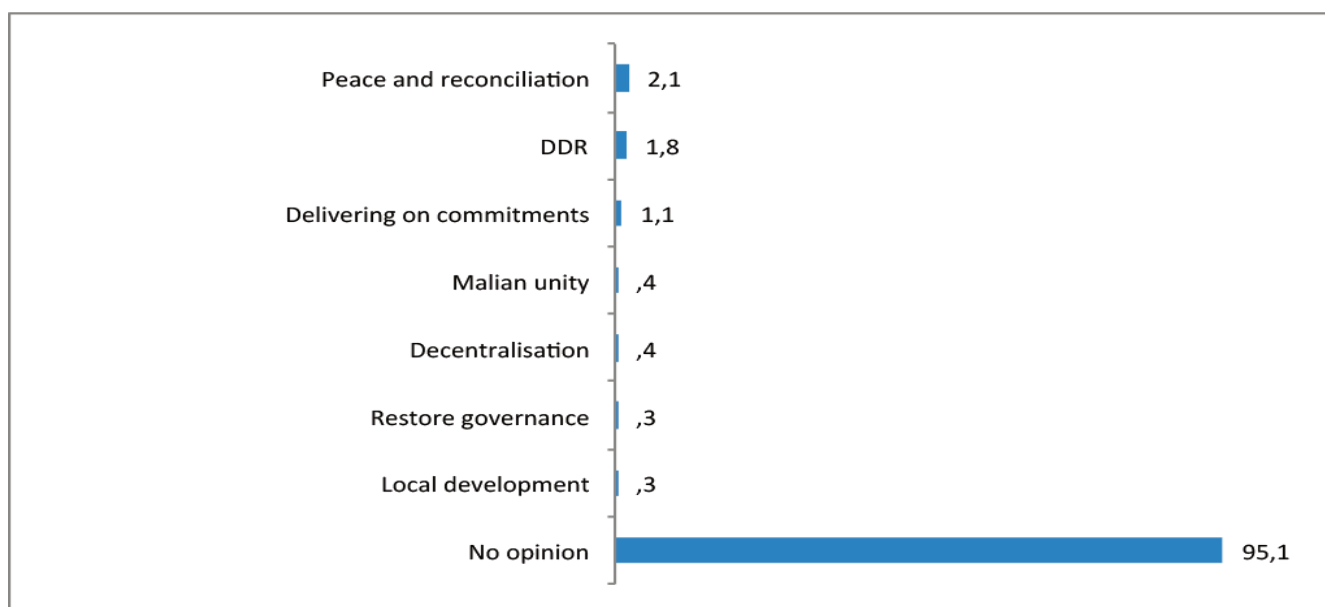 Peace and reconciliation 2,1
DDR 1,8
Delivering on commitments 1,1
Malian unity ,4
Decentralisation ,4
Restore governance ,3
Local development ,3
No opinion 95,1